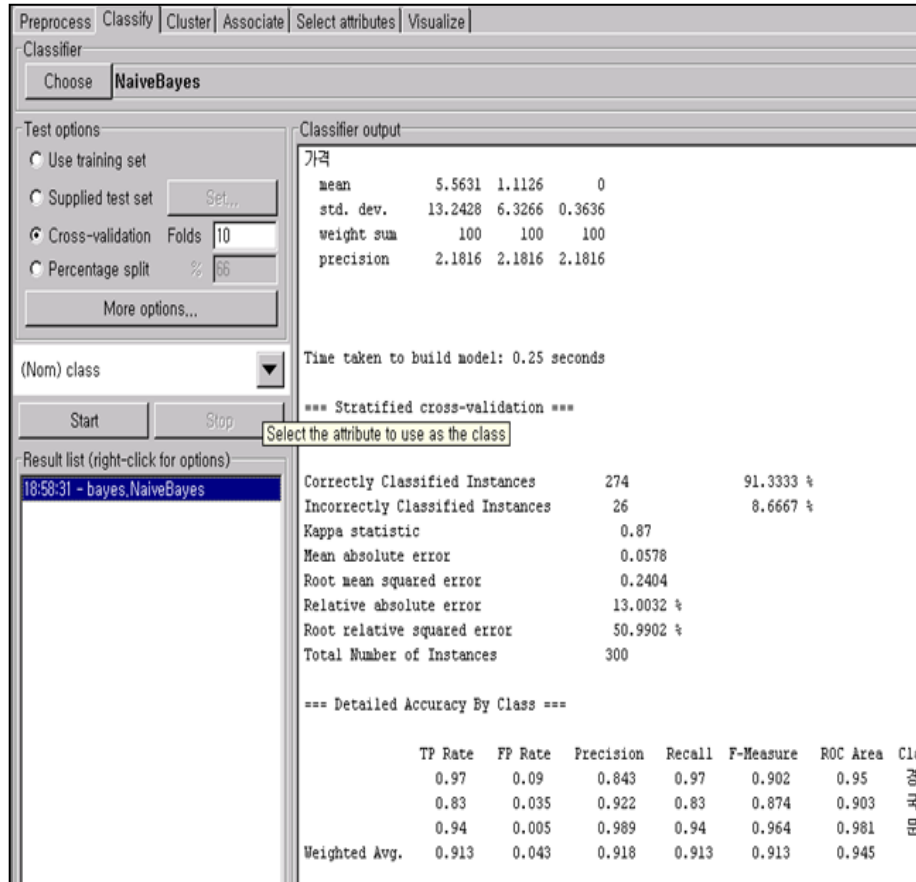 Preprocess Classify Cluster Associate Select attributes Visualize
Classifier
Choose NaiveBayes
Test options
Use training set
Supplied test set Set...
Cross-validation Folds 10
Percentage split % 66
More options...
(Nom) class
Start Stop
Select the attribute to use as the class
Result list (right-click for options)
18:58:31 - bayes.NaiveBayes
Classifier output
가격
mean 5.5631 1.1126 0
std. dev. 13.2428 6.3266 0.3636
weight sum 100 100 100
precision 2.1816 2.1816 2.1816
Time taken to build model: 0.25 seconds
=== Stratified cross-validation ===
Correctly Classified Instances 274 91.3333 %
Incorrectly Classified Instances 26 8.6667 %
Kappa statistic 0.87
Mean absolute error 0.0578
Root mean squared error 0.2404
Relative absolute error 13.0032 %
Root relative squared error 50.9902 %
Total Number of Instances 300
=== Detailed Accuracy By Class ===
TP Rate FP Rate Precision Recall F-Measure ROC Area
0.97 0.09 0.843 0.97 0.902 0.95
0.83 0.035 0.922 0.83 0.874 0.903
0.94 0.005 0.989 0.94 0.964 0.981
Weighted Avg. 0.913 0.043 0.918 0.913 0.913 0.945